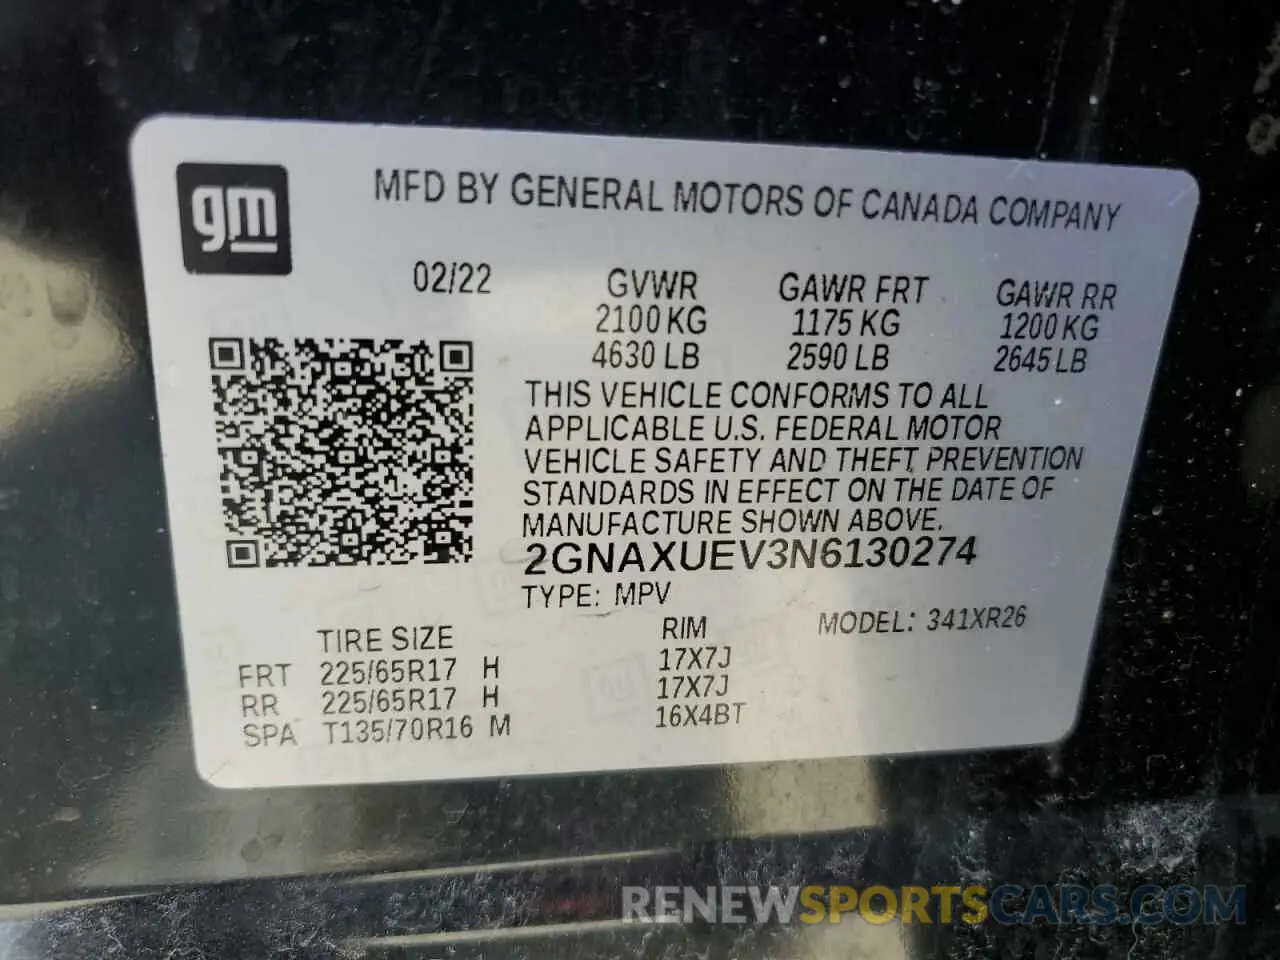 gm
MFD BY GENERAL MOTORS OF CANADA COMPANY
02/22 GVWR GAWR FRT GAWR RR
2100 KG 1175 KG 1200 KG
4630 LB 2590 LB 2645 LB
THIS VEHICLE CONFORMS TO ALL
APPLICABLE U.S. FEDERAL MOTOR
VEHICLE SAFETY AND THEFT PREVENTION
STANDARDS IN EFFECT ON THE DATE OF
MANUFACTURE SHOWN ABOVE.
2GNAXUEV3N6130274
TYPE: MPV
TIRE SIZE RIM MODEL: 341XR26
FRT 225/65R17 H 17X7J
RR 225/65R17 H 17X7J
SPA T135/70R16 M 16X4BT
RENEWSPORTSCARS.COM